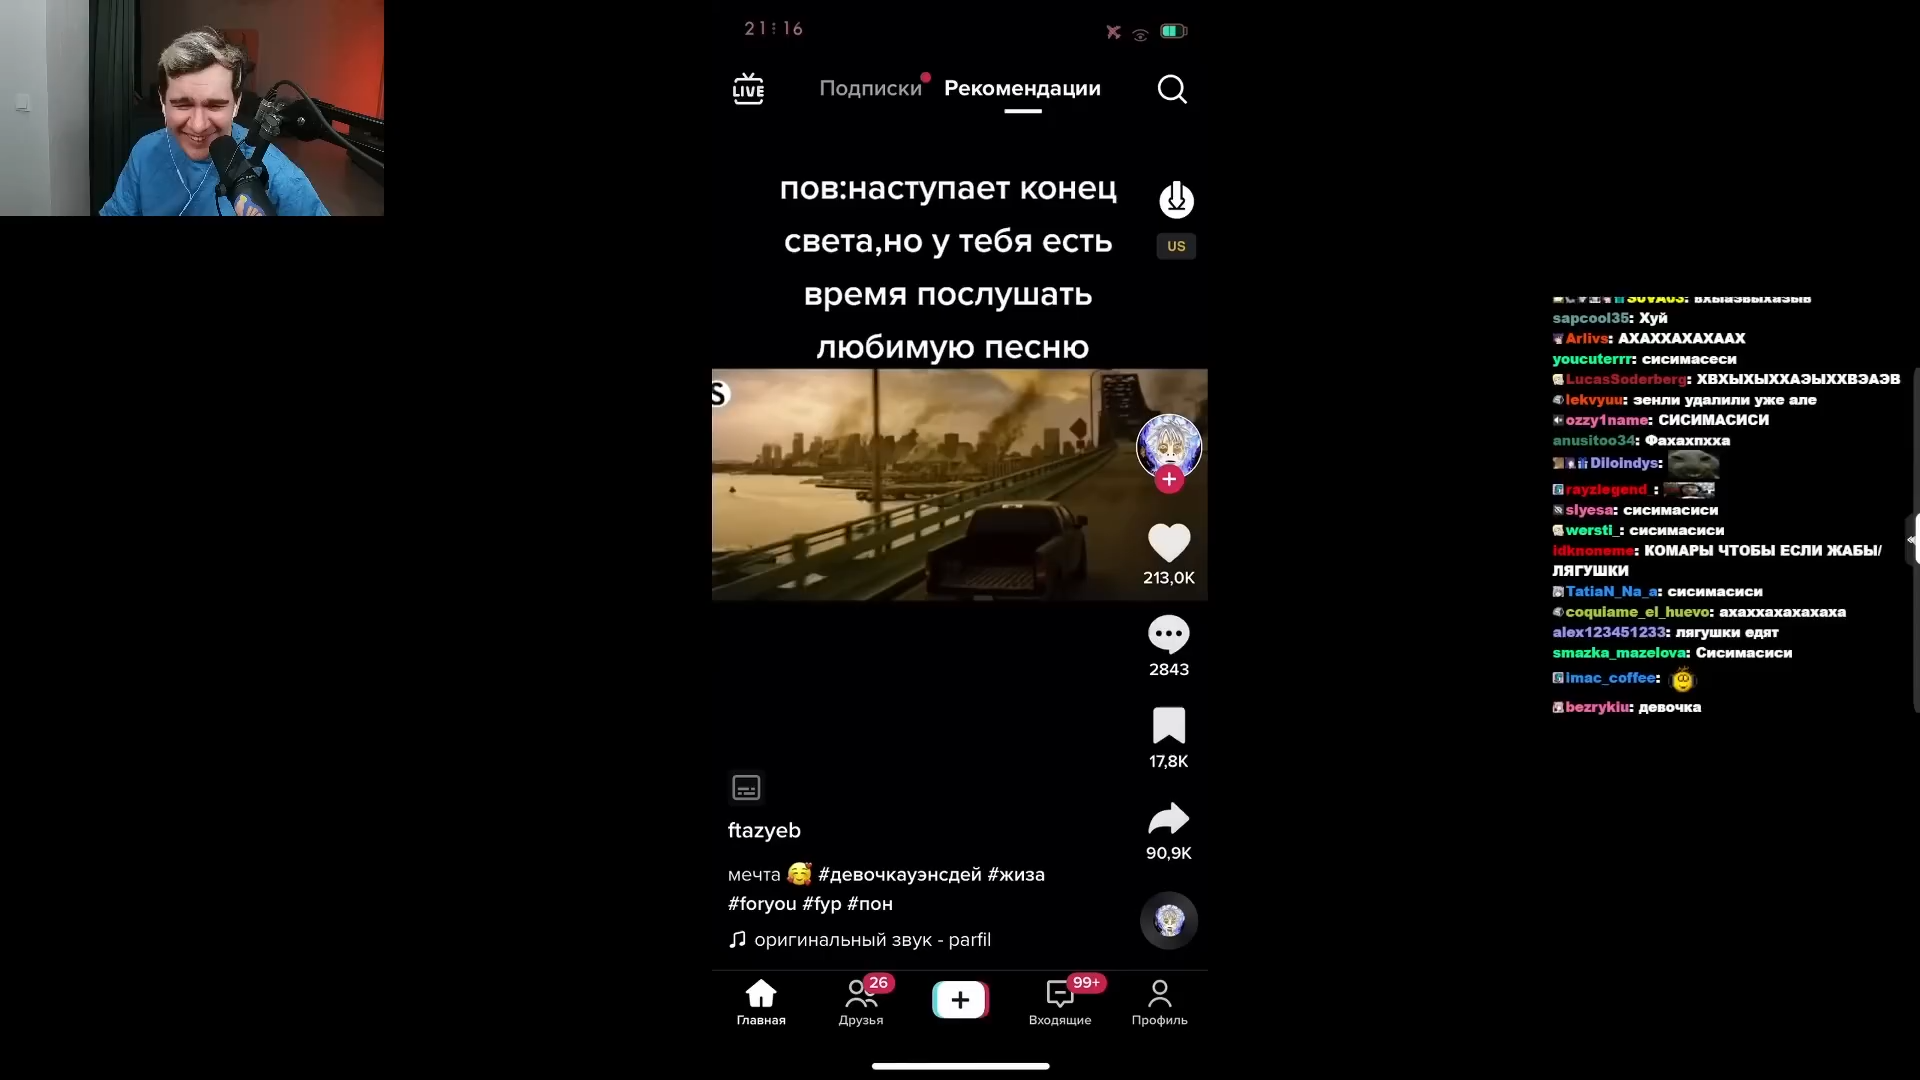 21:16
LIVE
Подписки
Рекомендации
пов:наступает конец
света,но у тебя есть
время послушать
любимую песню
US
S
213,0K
2843
17,8K
90,9K
ftazyeb
мечта 🥰 #девочкауэнсдей #жиза
#foryou #fyp #пон
оригинальный звук - parfil
26
99+
Главная
Друзья
Входящие
Профиль
sapcool35: Хуй
Arlivs: АХАХХАХАХААХ
youcuterrr: сисимасеси
LucasSoderberg: ХВХЫХЫХХАЭЫХХВЭАЭВ
lekvyuu: зенли удалили уже але
ozzy1name: СИСИМАСИСИ
anusitoo34: Фахахпхха
Diloindys:
rayzlegend_:
slyesa: сисимасиси
wersti_: сисимасиси
idknoneme: КОМАРЫ ЧТОБЫ ЕСЛИ ЖАБЫ/
ЛЯГУШКИ
TatiaN_Na_a: сисимасиси
coquiame_el_huevo: ахаххахахахаха
alex123451233: лягушки едят
smazka_mazelova: Сисимасиси
imac_coffee:
bezrykiu: девочка